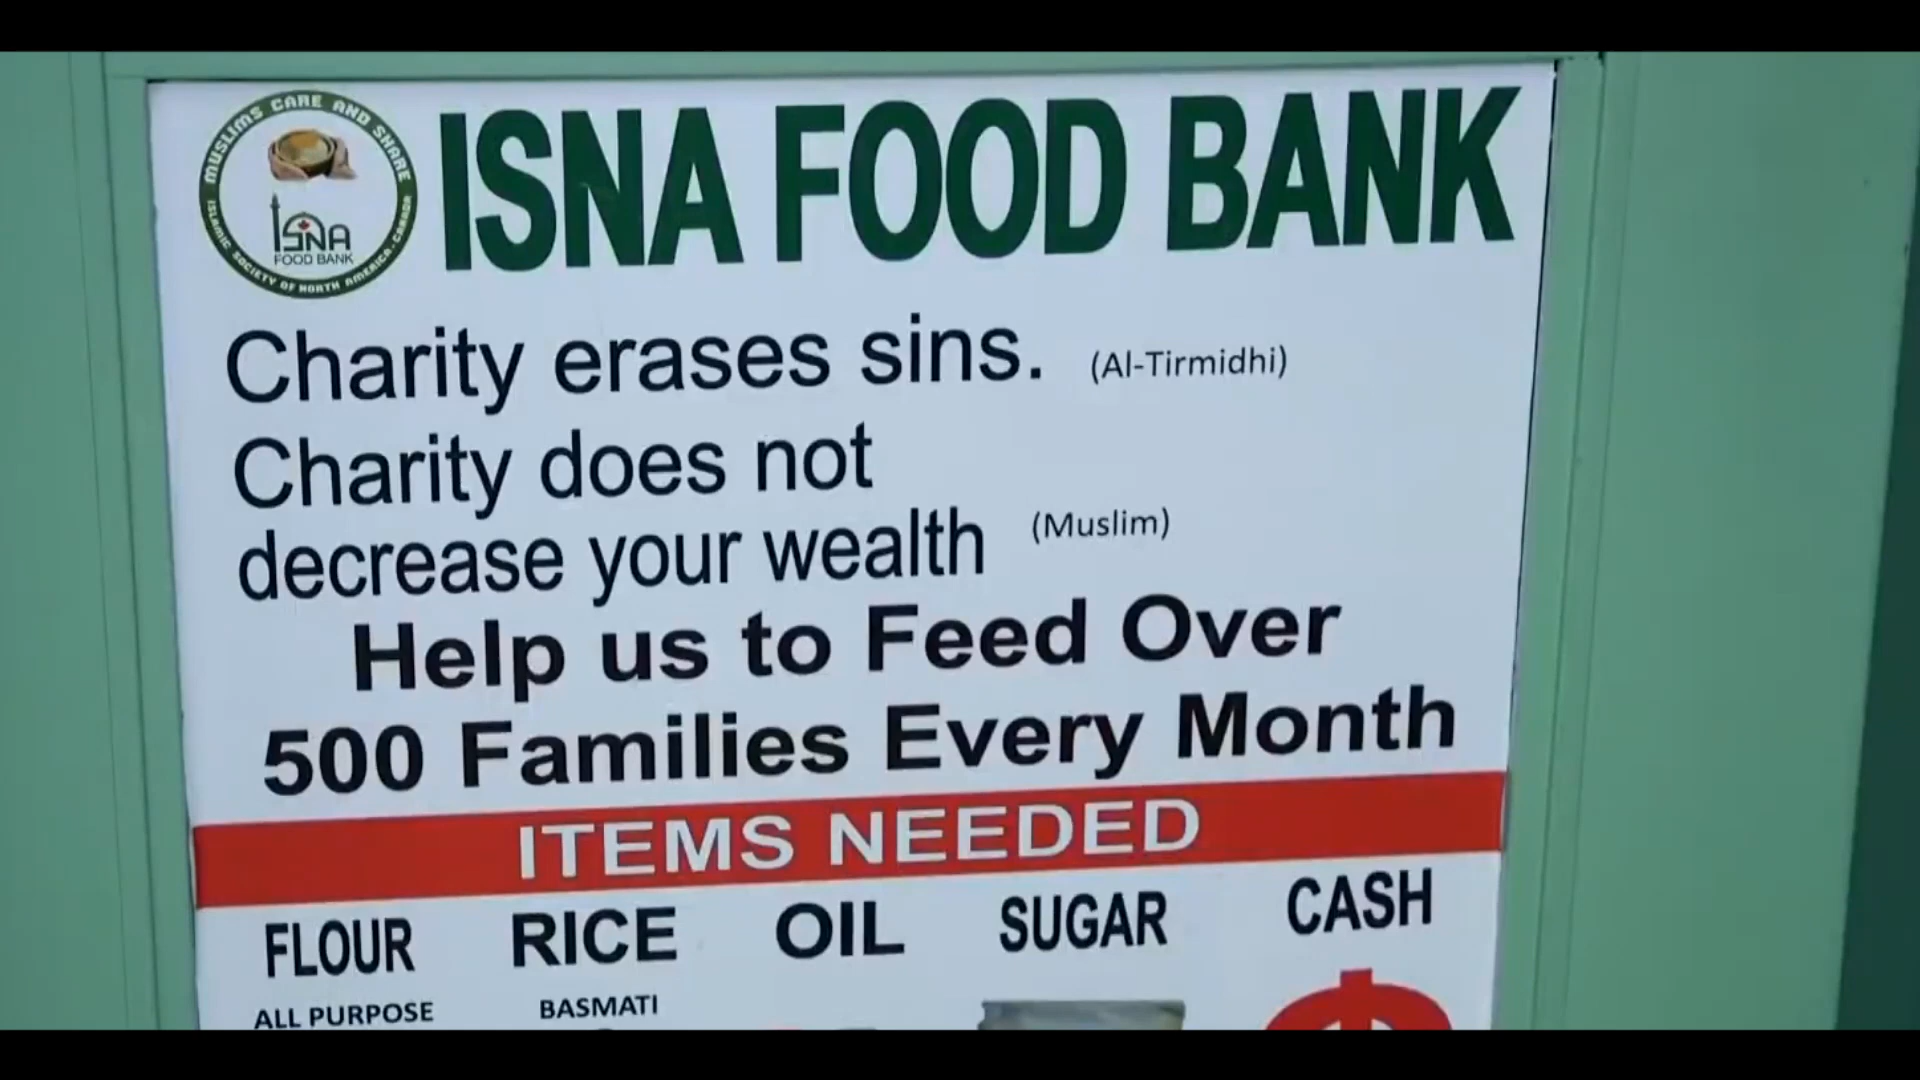 MUSLIMS CARE AND SHARE
ISNA
FOOD BANK
ISLAMIC SOCIETY OF NORTH AMERICA - CANADA
ISNA FOOD BANK
Charity erases sins. (Al-Tirmidhi)
Charity does not
decrease your wealth (Muslim)
Help us to Feed Over
500 Families Every Month
ITEMS NEEDED
FLOUR RICE OIL SUGAR CASH
ALL PURPOSE BASMATI